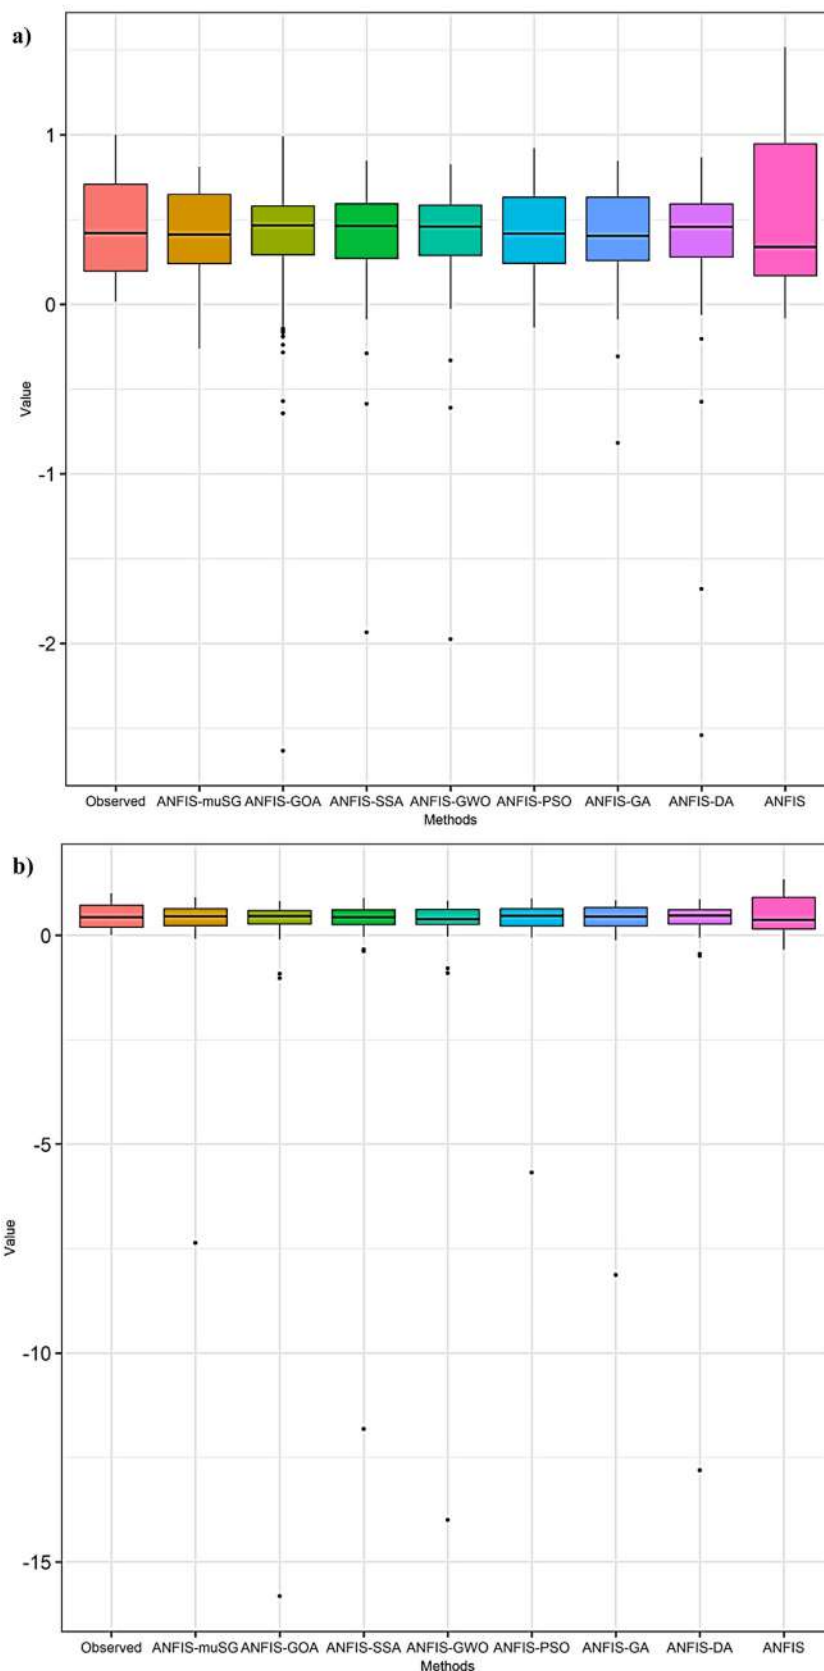 a)
1
0
-1
-2
Value
Observed ANFIS-muSG ANFIS-GOA ANFIS-SSA ANFIS-GWO ANFIS-PSO ANFIS-GA ANFIS-DA ANFIS
Methods
b)
0
-5
-10
-15
Value
Observed ANFIS-muSG ANFIS-GOA ANFIS-SSA ANFIS-GWO ANFIS-PSO ANFIS-GA ANFIS-DA ANFIS
Methods